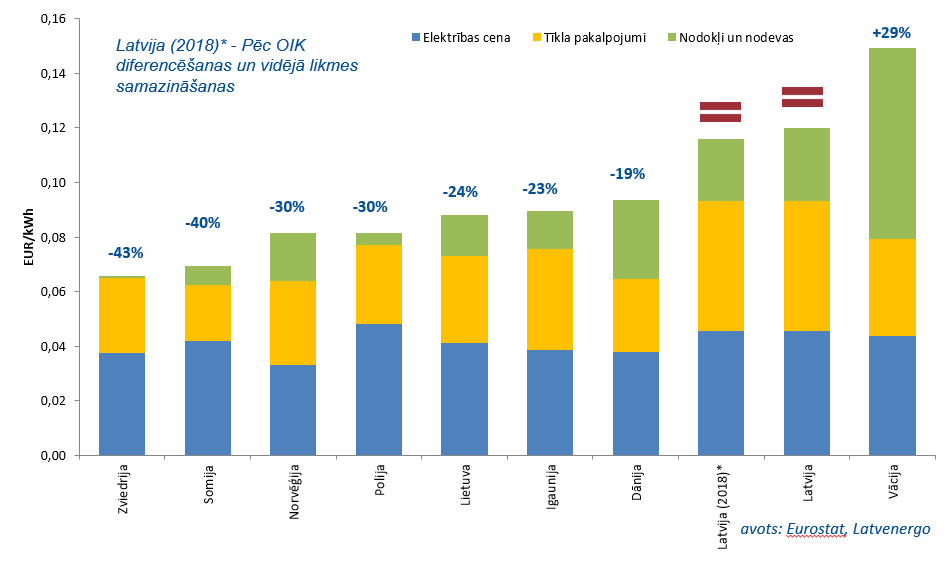 0,16
0,14
0,12
0,10
0,08
0,06
0,04
0,02
0,00
EUR/kWh
Latvija (2018)* - Pēc OIK
diferencēšanas un vidējā likmes
samazināšanas
Elektrības cena
Tīkla pakalpojumi
Nodokļi un nodevas
-43%
-40%
-30%
-30%
-24%
-23%
-19%
+29%
Zviedrija
Somija
Norvēģija
Polija
Lietuva
Igaunija
Dānija
Latvija (2018)*
Latvija
Vācija
avots: Eurostat, Latvenergo